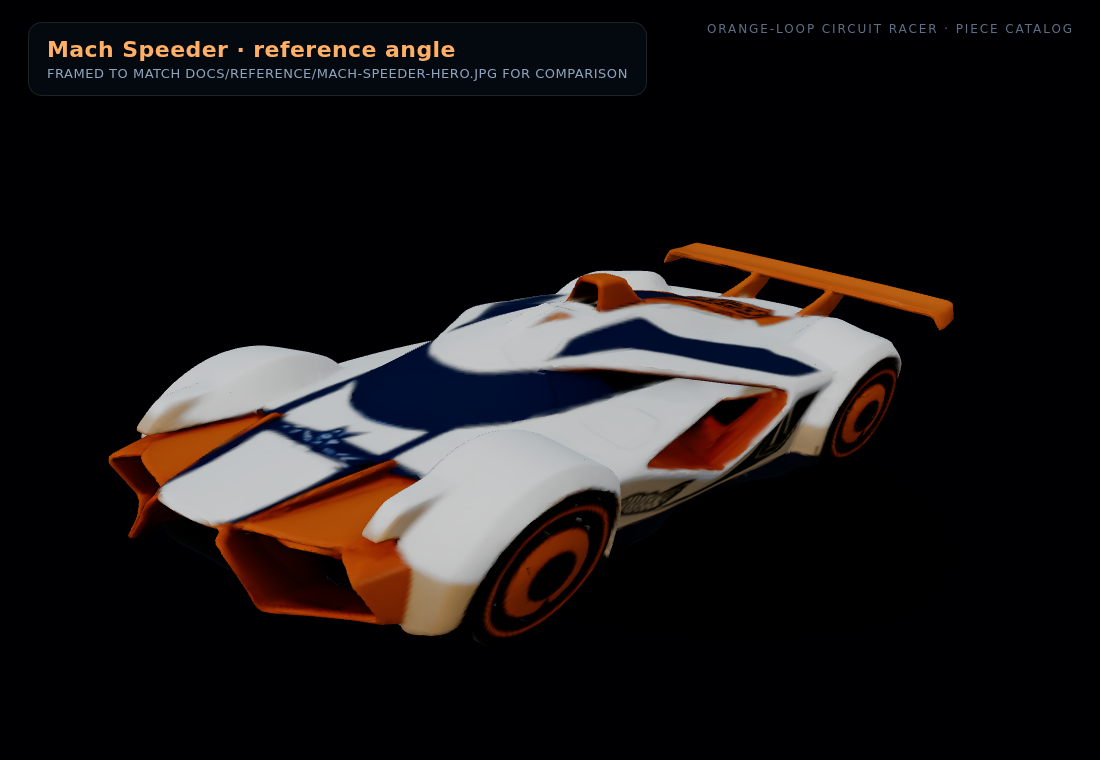 Mach Speeder · reference angle
FRAMED TO MATCH DOCS/REFERENCE/MACH-SPEEDER-HERO.JPG FOR COMPARISON
ORANGE-LOOP CIRCUIT RACER · PIECE CATALOG